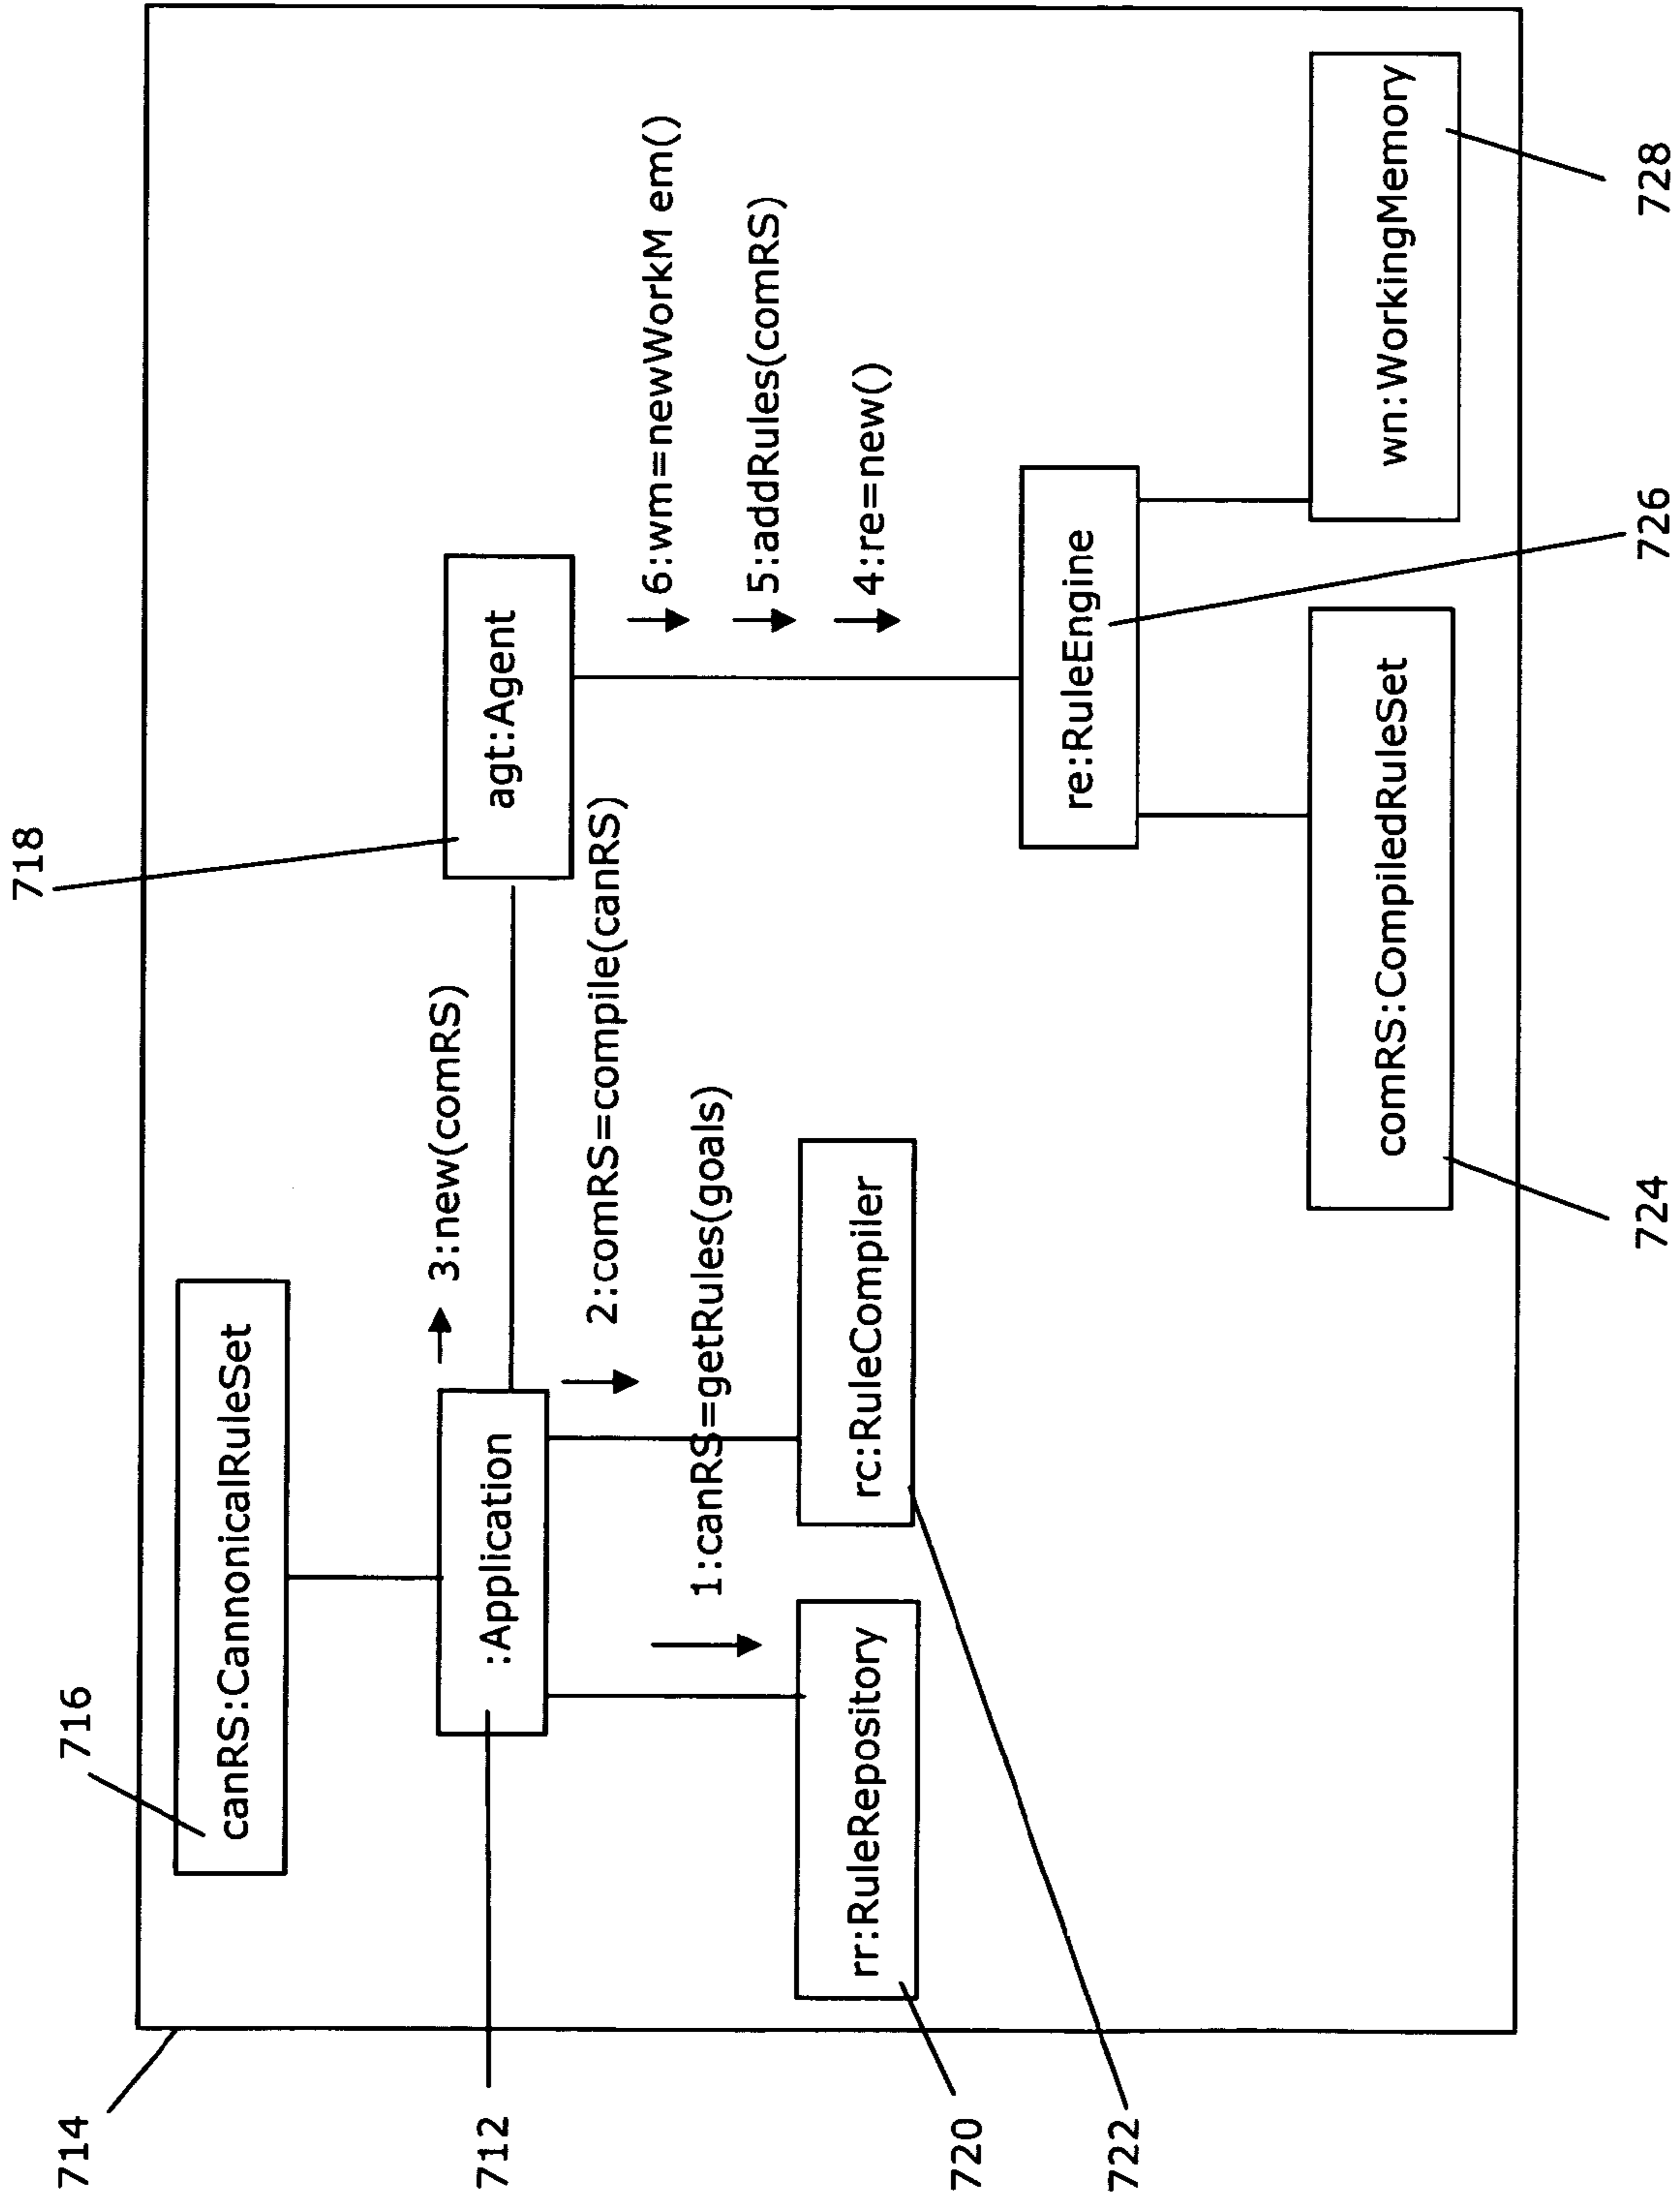 714
716
718
canRS:CannonicalRuleSet
3:new(comRS)
712
:Application
agt:Agent
2:comRS=compile(canRS)
6:wm=newWorkM em()
1:canRS=getRules(goals)
5:addRules(comRS)
4:re=new()
720
rr:RuleRepository
722
rc:RuleCompiler
re:RuleEngine
comRS:CompiledRuleSet
wn:WorkingMemory
724
726
728